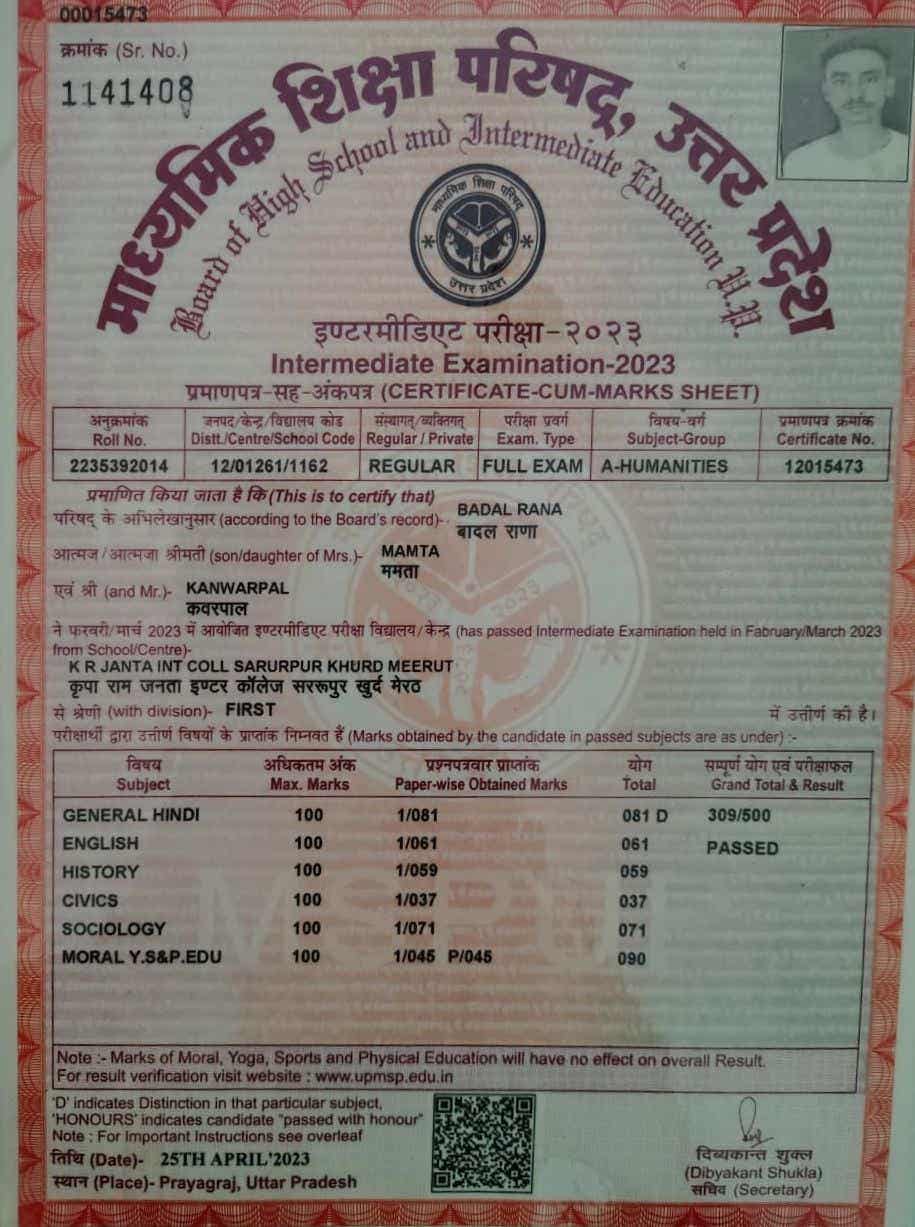 00015473
क्रमांक (Sr. No.)
1141408
माध्यमिक शिक्षा परिषद्, उत्तर प्रदेश
Board of High School and Intermediate Education U.P.
माध्यमिक शिक्षा परिषद्
उत्तर प्रदेश
इण्टरमीडिएट परीक्षा-२०२३
Intermediate Examination-2023
प्रमाणपत्र-सह-अंकपत्र (CERTIFICATE-CUM-MARKS SHEET)
अनुक्रमांक जनपद/केन्द्र/विद्यालय कोड संस्थागत्/व्यक्तिगत् परीक्षा प्रवर्ग विषय-वर्ग प्रमाणपत्र क्रमांक
Roll No. Distt./Centre/School Code Regular / Private Exam. Type Subject-Group Certificate No.
2235392014 12/01261/1162 REGULAR FULL EXAM A-HUMANITIES 12015473
प्रमाणित किया जाता है कि (This is to certify that)
परिषद् के अभिलेखानुसार (according to the Board's record)- BADAL RANA
बादल राणा
आत्मज/आत्मजा श्रीमती (son/daughter of Mrs.)- MAMTA
ममता
एवं श्री (and Mr.)- KANWARPAL
कवरपाल
ने फरवरी/मार्च 2023 में आयोजित इण्टरमीडिएट परीक्षा विद्यालय/केन्द्र (has passed Intermediate Examination held in Fabruary/March 2023
from School/Centre)-
K R JANTA INT COLL SARURPUR KHURD MEERUT
कृपा राम जनता इण्टर कॉलेज सररूपुर खुर्द मेरठ
से श्रेणी (with division)- FIRST में उत्तीर्ण की है।
परीक्षार्थी द्वारा उत्तीर्ण विषयों के प्राप्तांक निम्नवत हैं (Marks obtained by the candidate in passed subjects are as under) :-
विषय अधिकतम अंक प्रश्नपत्रवार प्राप्तांक योग सम्पूर्ण योग एवं परीक्षाफल
Subject Max. Marks Paper-wise Obtained Marks Total Grand Total & Result
GENERAL HINDI 100 1/081 081 D 309/500
ENGLISH 100 1/061 061 PASSED
HISTORY 100 1/059 059
CIVICS 100 1/037 037
SOCIOLOGY 100 1/071 071
MORAL Y.S&P.EDU 100 1/045 P/045 090
Note :- Marks of Moral, Yoga, Sports and Physical Education will have no effect on overall Result.
For result verification visit website : www.upmsp.edu.in
'D' indicates Distinction in that particular subject,
'HONOURS' indicates candidate "passed with honour"
Note : For Important Instructions see overleaf
तिथि (Date)- 25TH APRIL'2023
स्थान (Place)- Prayagraj, Uttar Pradesh
दिव्यकान्त शुक्ल
(Dibyakant Shukla)
सचिव (Secretary)